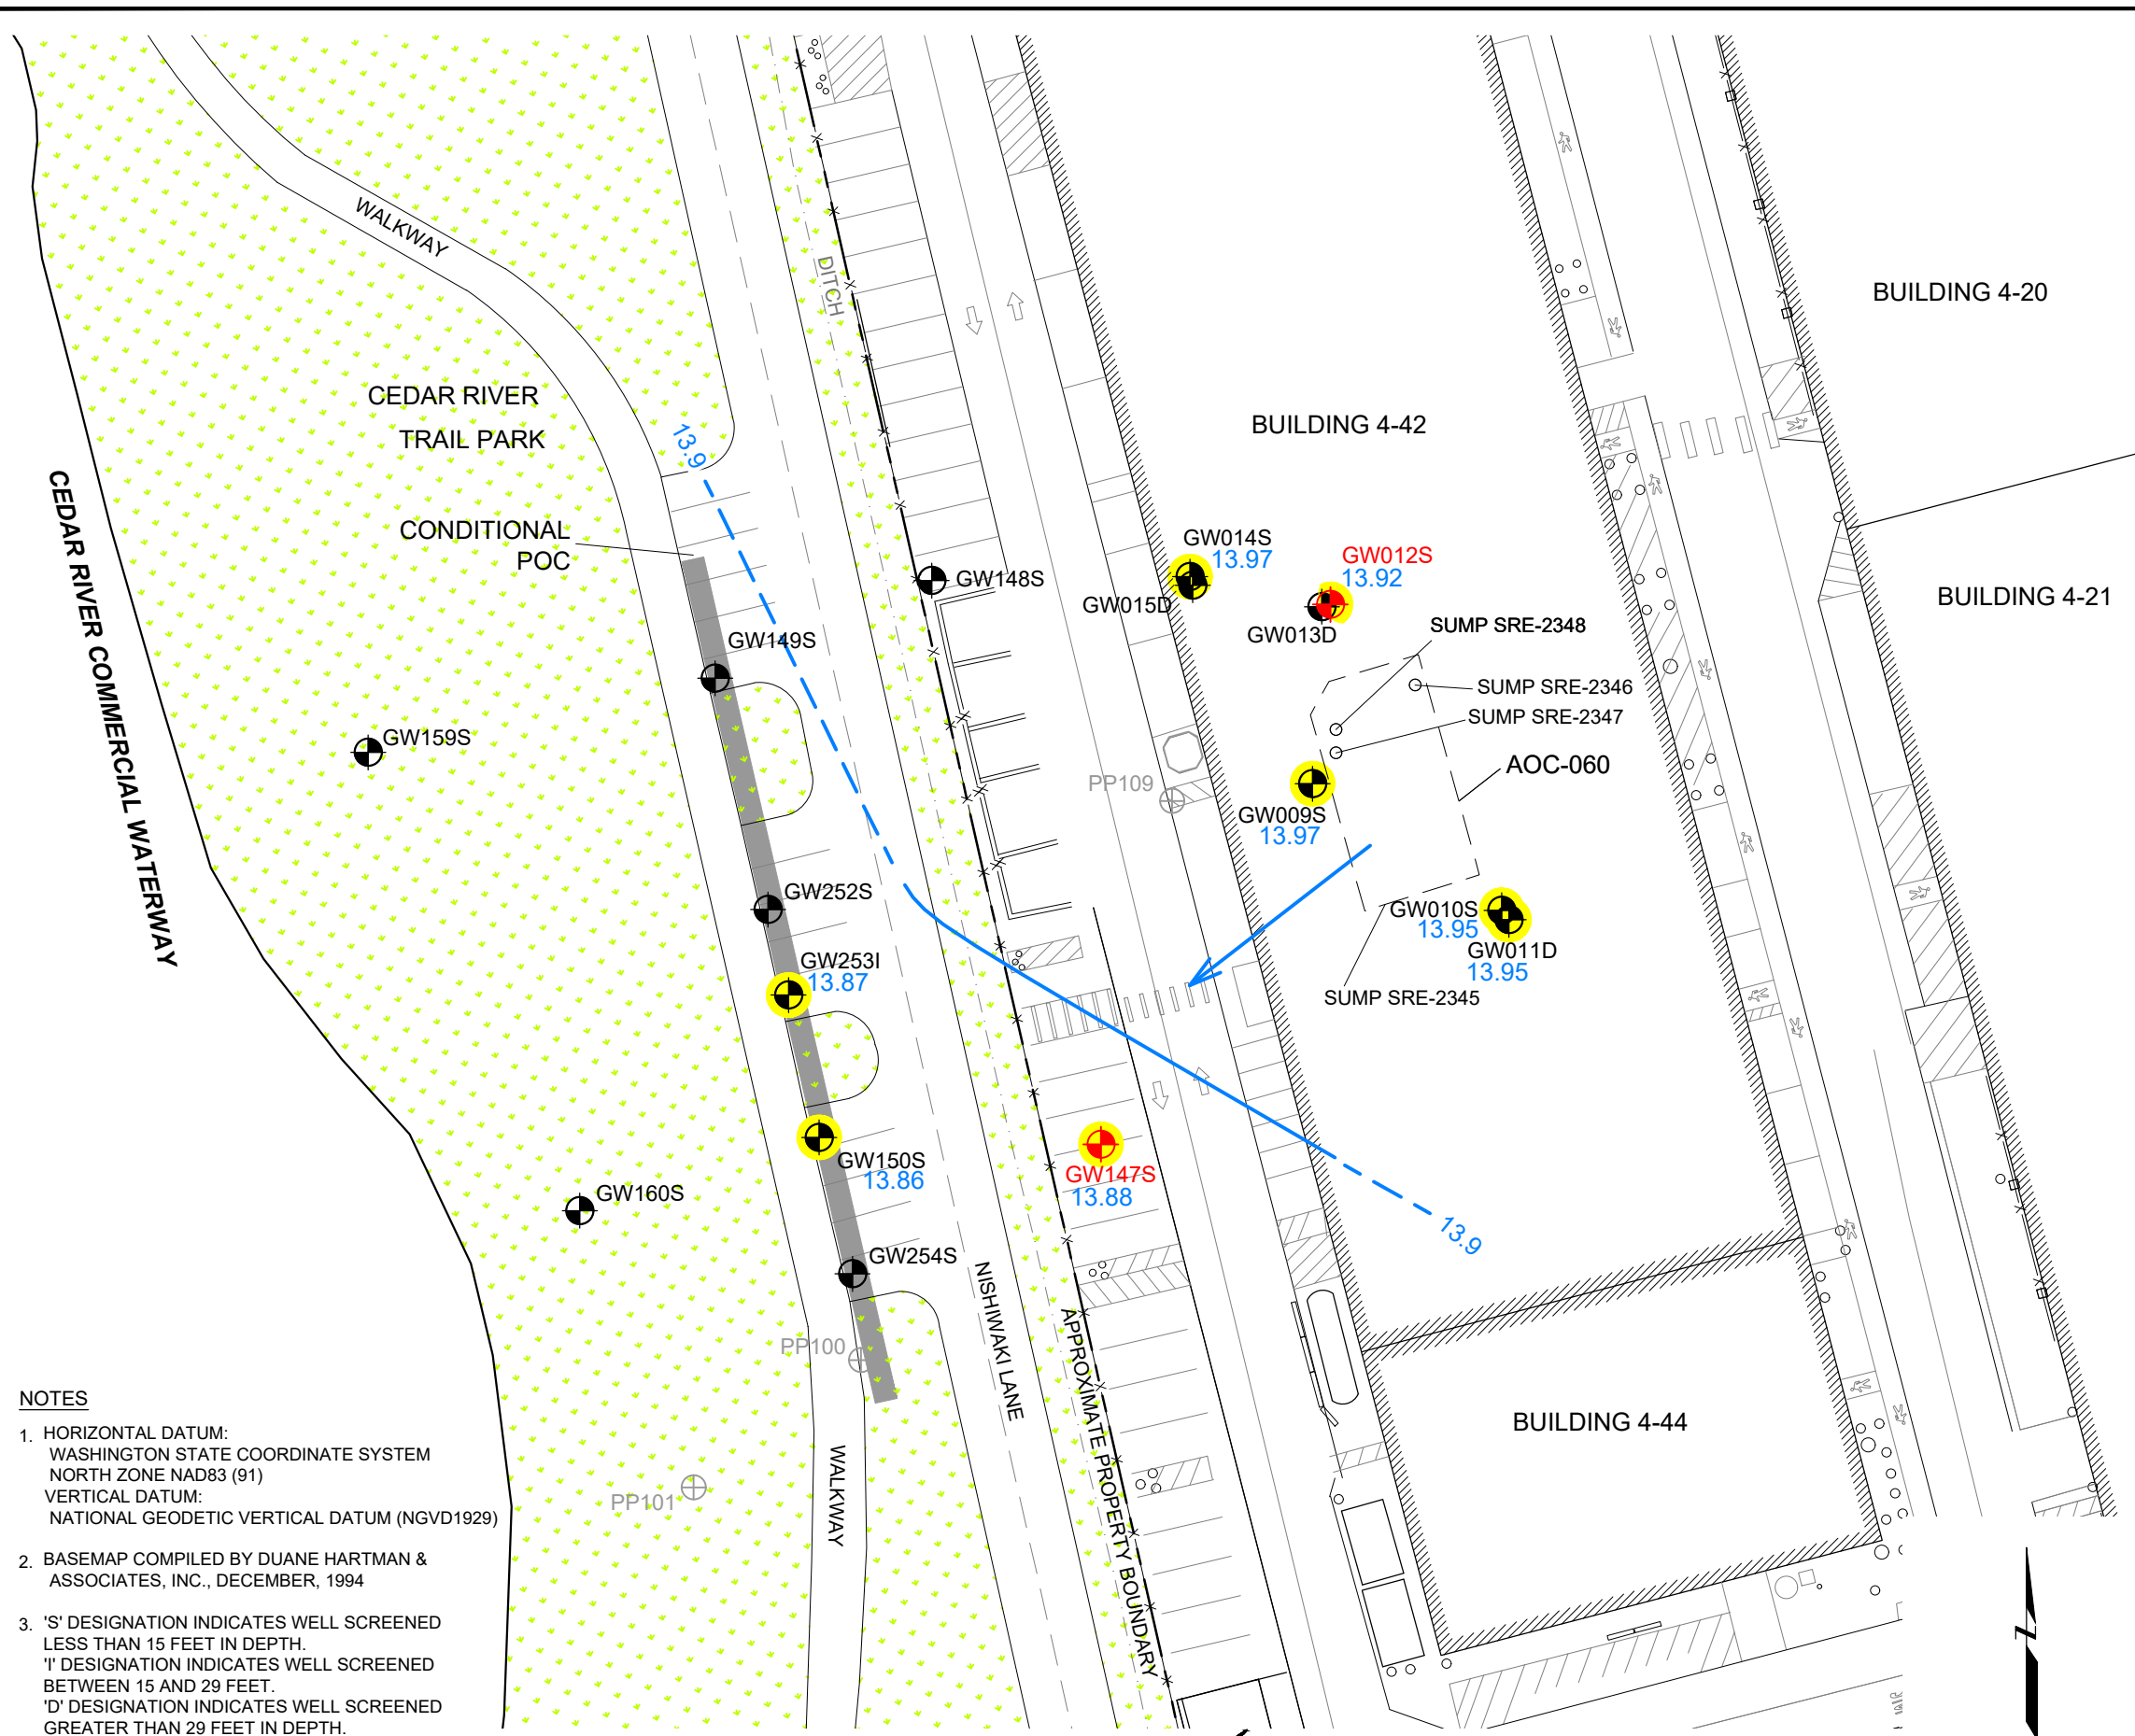 WALKWAY
DITCH
BUILDING 4-20
CEDAR RIVER
TRAIL PARK
13.9
BUILDING 4-42
CEDAR RIVER COMMERCIAL WATERWAY
CONDITIONAL
POC
GW148S
GW014S
13.97
GW015D
GW012S
13.92
GW013D
BUILDING 4-21
SUMP SRE-2348
SUMP SRE-2346
SUMP SRE-2347
AOC-060
GW149S
GW159S
PP109
GW009S
13.97
GW252S
GW010S
13.95
GW011D
13.95
GW253I
13.87
SUMP SRE-2345
GW150S
13.86
GW147S
13.88
GW160S
13.9
GW254S
NISHIWAKI LANE
APPROXIMATE PROPERTY BOUNDARY
PP100
BUILDING 4-44
WALKWAY
PP101
NOTES
1. HORIZONTAL DATUM:
WASHINGTON STATE COORDINATE SYSTEM
NORTH ZONE NAD83 (91)
VERTICAL DATUM:
NATIONAL GEODETIC VERTICAL DATUM (NGVD1929)
2. BASEMAP COMPILED BY DUANE HARTMAN &
ASSOCIATES, INC., DECEMBER, 1994
3. 'S' DESIGNATION INDICATES WELL SCREENED
LESS THAN 15 FEET IN DEPTH.
'I' DESIGNATION INDICATES WELL SCREENED
BETWEEN 15 AND 29 FEET.
'D' DESIGNATION INDICATES WELL SCREENED
GREATER THAN 29 FEET IN DEPTH.
N